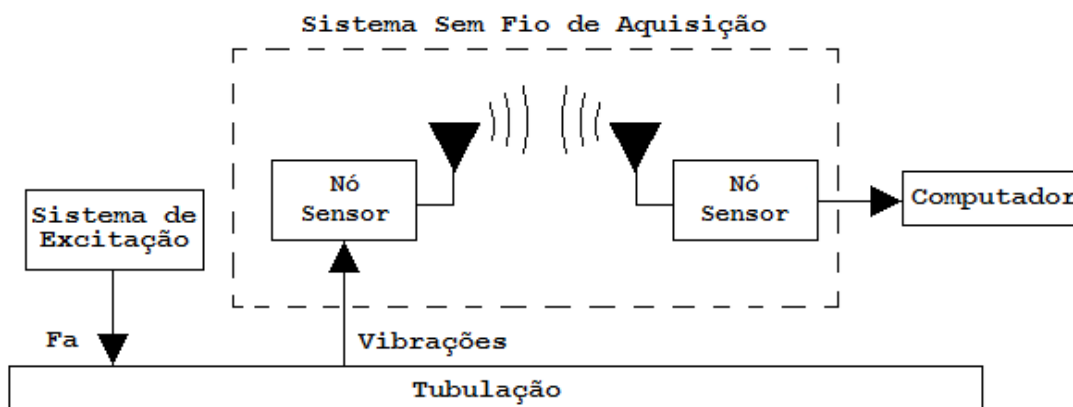 Sistema Sem Fio de Aquisição
Nó
Sensor
Nó
Sensor
Computador
Sistema de
Excitação
Fa
Vibrações
Tubulação